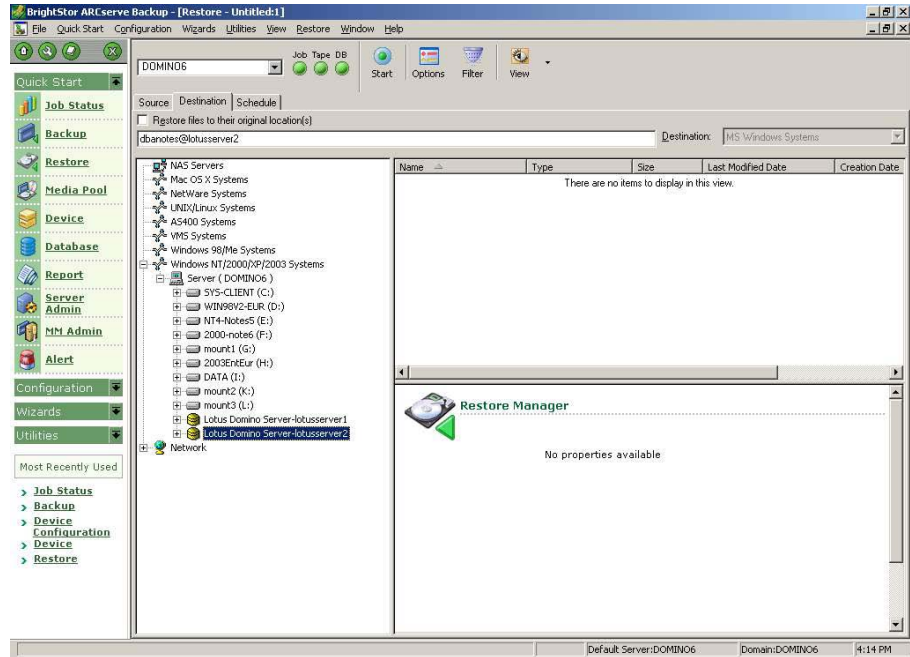 BrightStor ARCserve Backup - [Restore - Untitled:1]
File Quick Start Configuration Wizards Utilities View Restore Window Help
DOMINO6
Job Tape DB
Start Options Filter View
Quick Start
Job Status
Backup
Restore
Media Pool
Device
Database
Report
Server Admin
MM Admin
Alert
Configuration
Wizards
Utilities
Most Recently Used
Job Status
Backup
Device Configuration
Device
Restore
Source Destination Schedule
Restore files to their original location(s)
dbanotes@lotusserver2
Destination: MS Windows Systems
NAS Servers
Mac OS X Systems
NetWare Systems
UNIX/Linux Systems
AS400 Systems
VMS Systems
Windows 98/Me Systems
Windows NT/2000/XP/2003 Systems
Server ( DOMINO6 )
SYS-CLIENT (C:)
WIN98V2-EUR (D:)
NT4-Notes5 (E:)
2000-note6 (F:)
mount1 (G:)
2003EntEur (H:)
DATA (I:)
mount2 (K:)
mount3 (L:)
Lotus Domino Server-lotusserver1
Lotus Domino Server-lotusserver2
Network
Name Type Size Last Modified Date Creation Date
There are no items to display in this view.
Restore Manager
No properties available
Default Server:DOMINO6 Domain:DOMINO6 4:14 PM